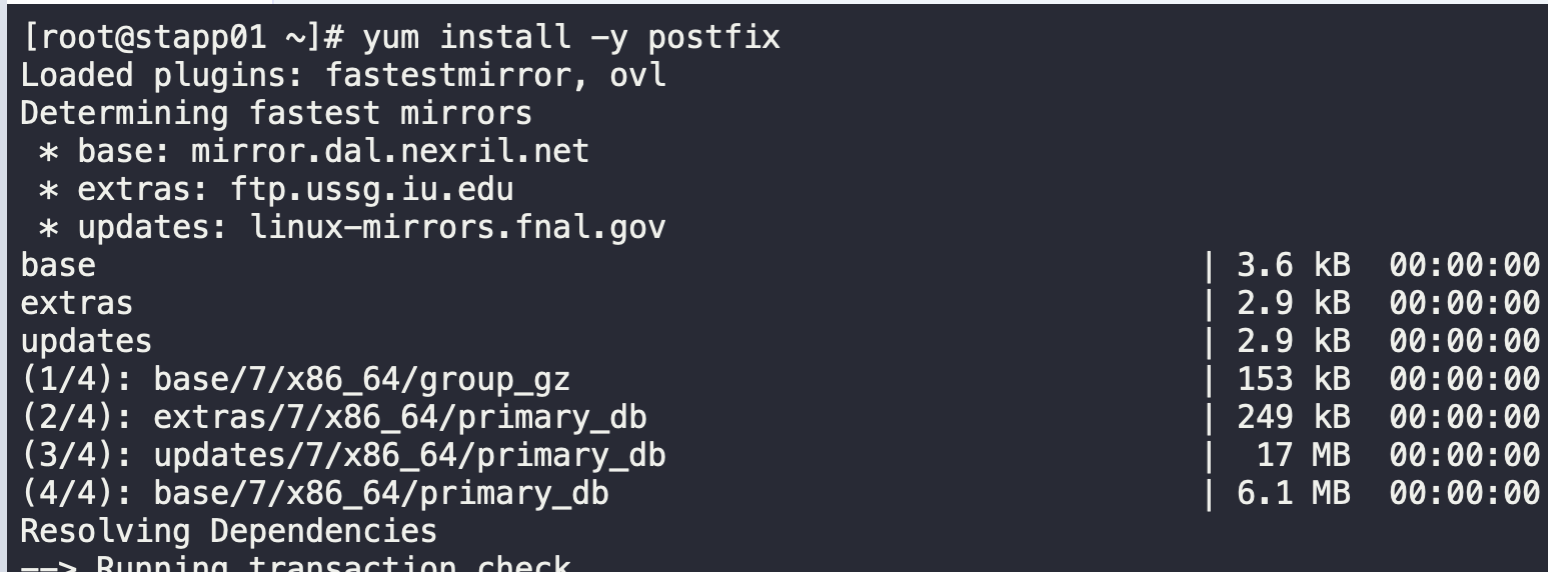 [root@stapp01 ~]# yum install -y postfix
Loaded plugins: fastestmirror, ovl
Determining fastest mirrors
 * base: mirror.dal.nexril.net
 * extras: ftp.ussg.iu.edu
 * updates: linux-mirrors.fnal.gov
base | 3.6 kB 00:00:00
extras | 2.9 kB 00:00:00
updates | 2.9 kB 00:00:00
(1/4): base/7/x86_64/group_gz | 153 kB 00:00:00
(2/4): extras/7/x86_64/primary_db | 249 kB 00:00:00
(3/4): updates/7/x86_64/primary_db | 17 MB 00:00:00
(4/4): base/7/x86_64/primary_db | 6.1 MB 00:00:00
Resolving Dependencies
--> Running transaction check